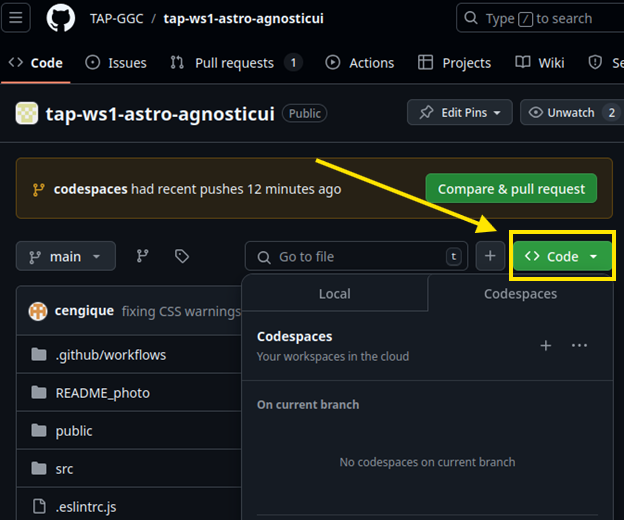 TAP-GGC / tap-ws1-astro-agnosticui
Type / to search
Code Issues Pull requests 1 Actions Projects Wiki Se
tap-ws1-astro-agnosticui Public
Edit Pins Unwatch 2
codespaces had recent pushes 12 minutes ago
Compare & pull request
main Go to file t + <> Code
Local Codespaces
cengique fixing CSS warnings
Codespaces
Your workspaces in the cloud
.github/workflows
README_photo
On current branch
public
No codespaces on current branch
src
.eslintrc.js